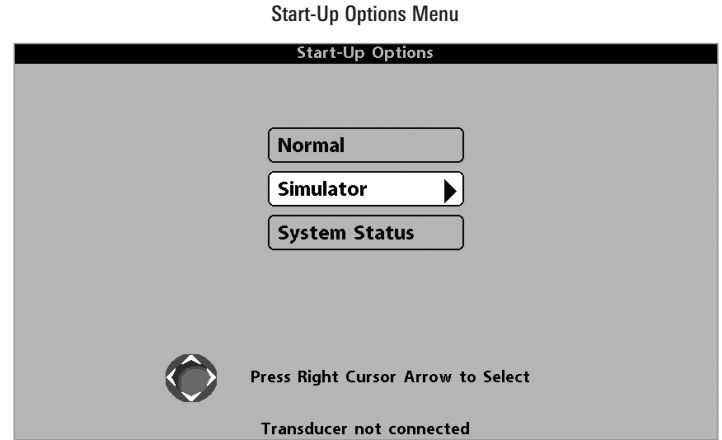 Start-Up Options Menu
Start-Up Options
Normal
Simulator
System Status
Press Right Cursor Arrow to Select
Transducer not connected